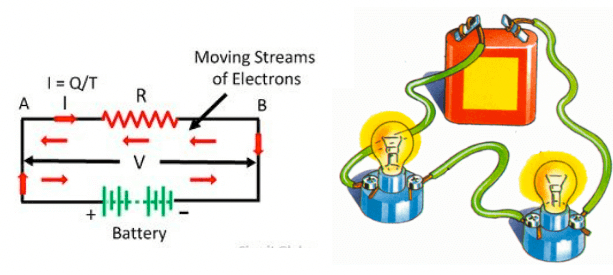 Moving Streams
of Electrons
I = Q/T
A
I
R
B
V
+
−
Battery